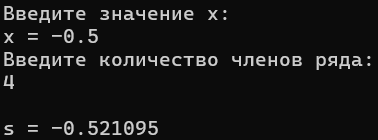 Введите значение x:
x = -0.5
Введите количество членов ряда:
4
s = -0.521095